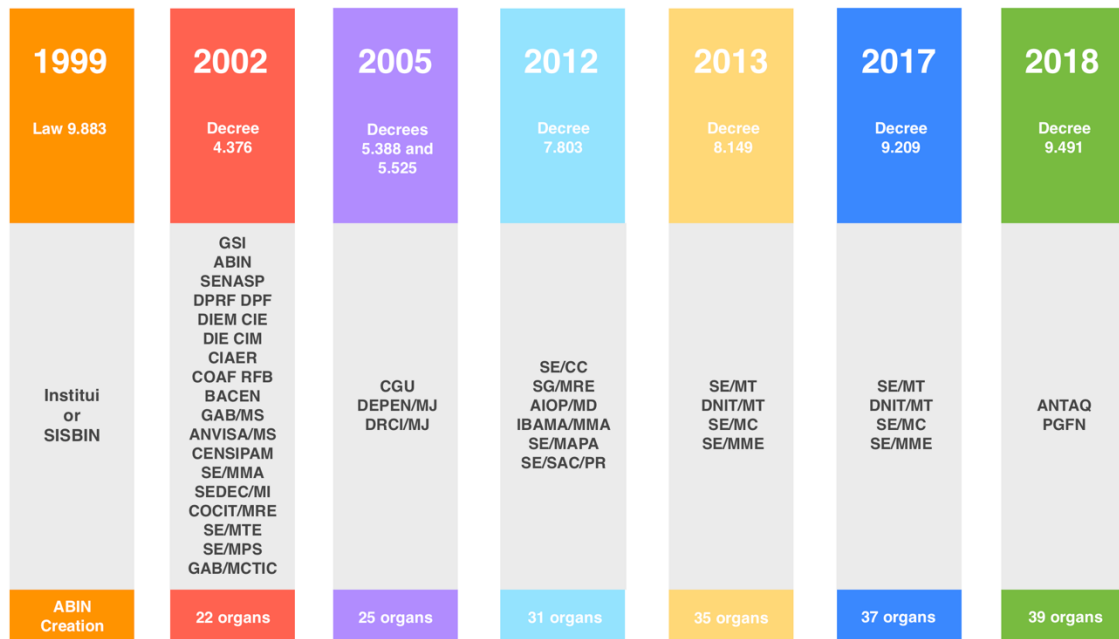 1999
Law 9.883
Institui
or
SISBIN
ABIN
Creation
2002
Decree
4.376
GSI
ABIN
SENASP
DPRF DPF
DIEM CIE
DIE CIM
CIAER
COAF RFB
BACEN
GAB/MS
ANVISA/MS
CENSIPAM
SE/MMA
SEDEC/MI
COCIT/MRE
SE/MTE
SE/MPS
GAB/MCTIC
22 organs
2005
Decrees
5.388 and
5.525
CGU
DEPEN/MJ
DRCI/MJ
25 organs
2012
Decree
7.803
SE/CC
SG/MRE
AIOP/MD
IBAMA/MMA
SE/MAPA
SE/SAC/PR
31 organs
2013
Decree
8.149
SE/MT
DNIT/MT
SE/MC
SE/MME
35 organs
2017
Decree
9.209
SE/MT
DNIT/MT
SE/MC
SE/MME
37 organs
2018
Decree
9.491
ANTAQ
PGFN
39 organs